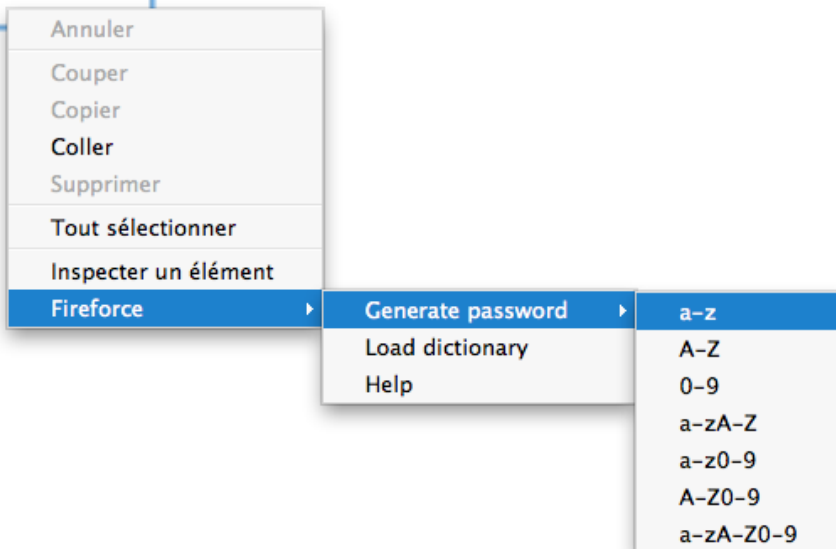 Annuler
Couper
Copier
Coller
Supprimer
Tout sélectionner
Inspecter un élément
Fireforce
Generate password
Load dictionary
Help
a-z
A-Z
0-9
a-zA-Z
a-z0-9
A-Z0-9
a-zA-Z0-9